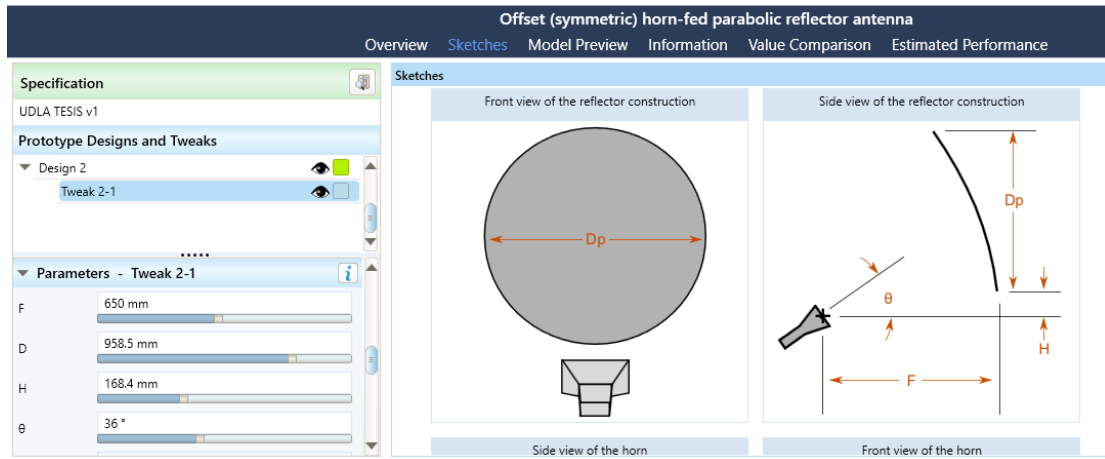 Offset (symmetric) horn-fed parabolic reflector antenna
Overview Sketches Model Preview Information Value Comparison Estimated Performance
Specification
UDLA TESIS v1
Prototype Designs and Tweaks
Design 2
Tweak 2-1
Parameters - Tweak 2-1
i
F
650 mm
D
958.5 mm
H
168.4 mm
θ
36 °
Sketches
Front view of the reflector construction
Dp
Side view of the reflector construction
Dp
θ
H
F
Side view of the horn
Front view of the horn